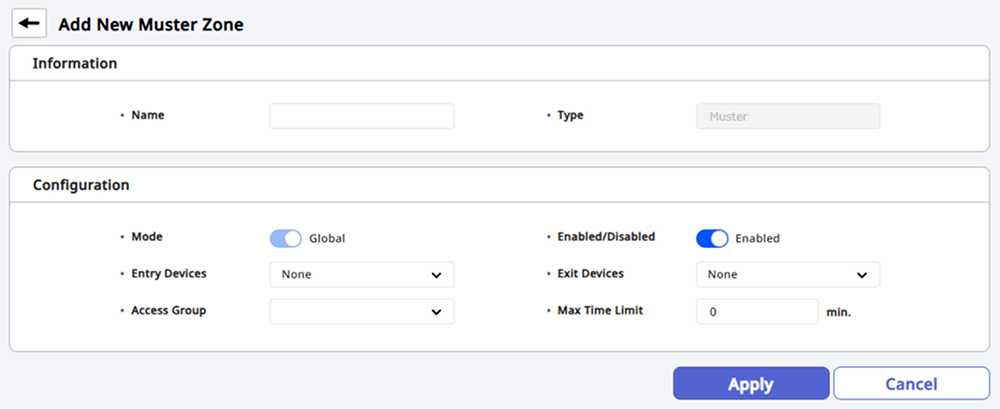 Add New Muster Zone
Information
• Name
• Type Muster
Configuration
• Mode Global
• Enabled/Disabled Enabled
• Entry Devices None
• Exit Devices None
• Access Group
• Max Time Limit 0 min.
Apply Cancel